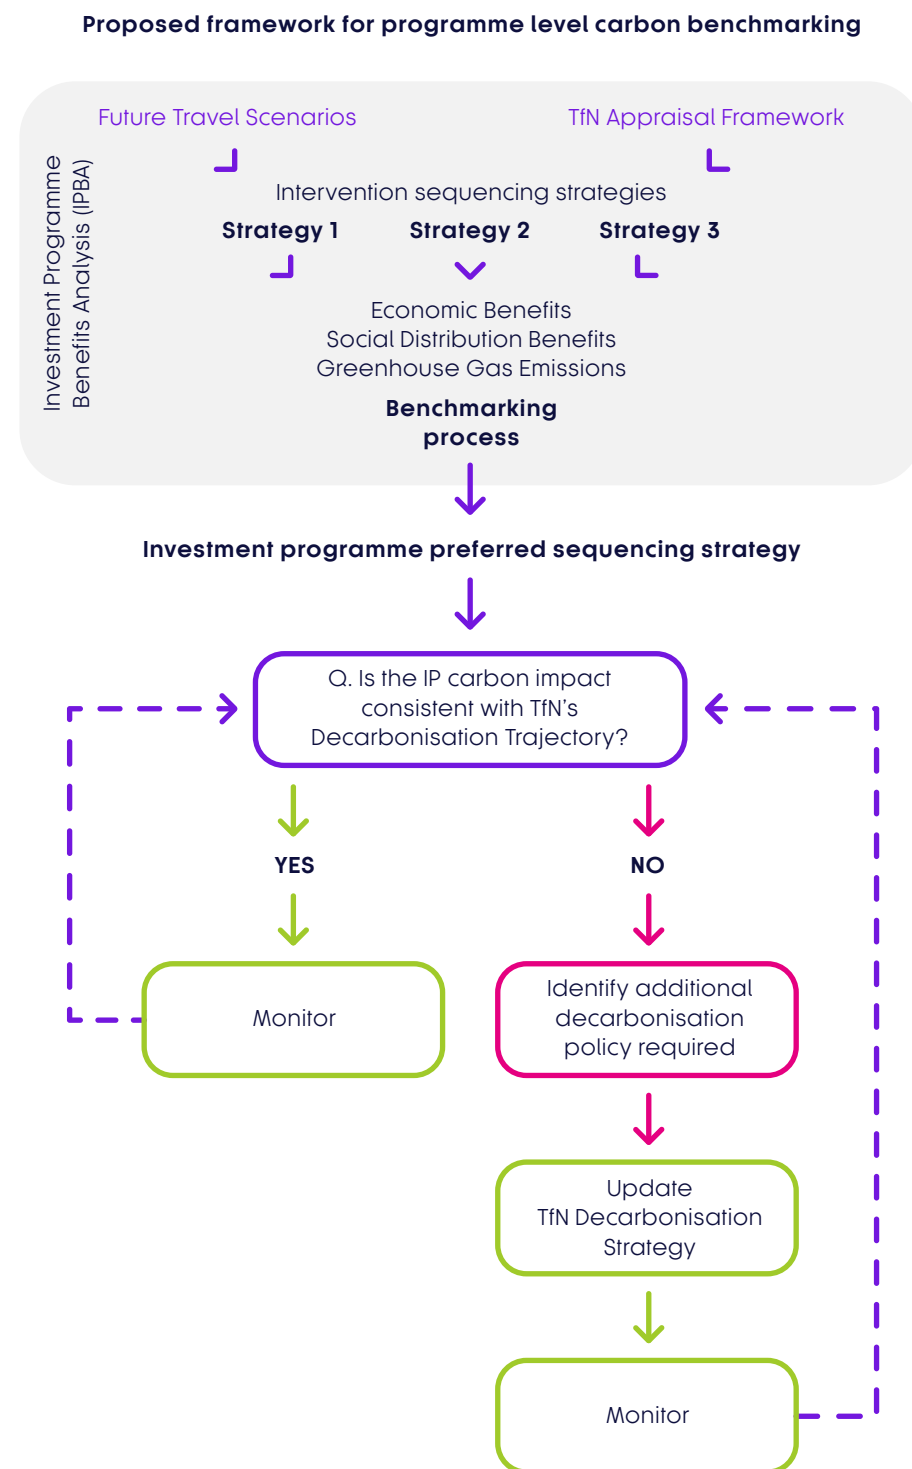 Proposed framework for programme level carbon benchmarking
Future Travel Scenarios
TfN Appraisal Framework
Investment Programme
Benefits Analysis (IPBA)
Intervention sequencing strategies
Strategy 1
Strategy 2
Strategy 3
Economic Benefits
Social Distribution Benefits
Greenhouse Gas Emissions
Benchmarking
process
Investment programme preferred sequencing strategy
Q. Is the IP carbon impact
consistent with TfN’s
Decarbonisation Trajectory?
YES
NO
Monitor
Identify additional
decarbonisation
policy required
Update
TfN Decarbonisation
Strategy
Monitor